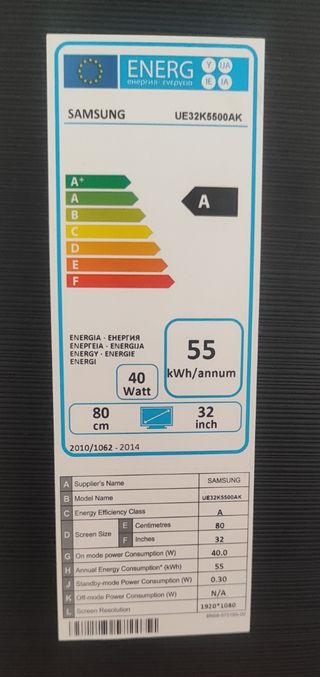 ENERG
енергия · ενεργεια
Y
IJA
IE
IA
SAMSUNG
UE32K5500AK
A+
A
B
C
D
E
F
A
ENERGIA · ЕНЕРГИЯ
ΕΝΕΡΓΕΙΑ · ENERGIJA
ENERGY · ENERGIE
ENERGI
40
Watt
55
kWh/annum
80
cm
32
inch
2010/1062 - 2014
A Supplier's Name SAMSUNG
B Model Name UE32K5500AK
C Energy Efficiency Class A
D Screen Size E Centimetres 80
F Inches 32
G On mode power Consumption (W) 40.0
H Annual Energy Consumption* (kWh) 55
J Standby-mode Power Consumption (W) 0.30
K Off-mode Power Consumption (W) N/A
L Screen Resolution 1920*1080